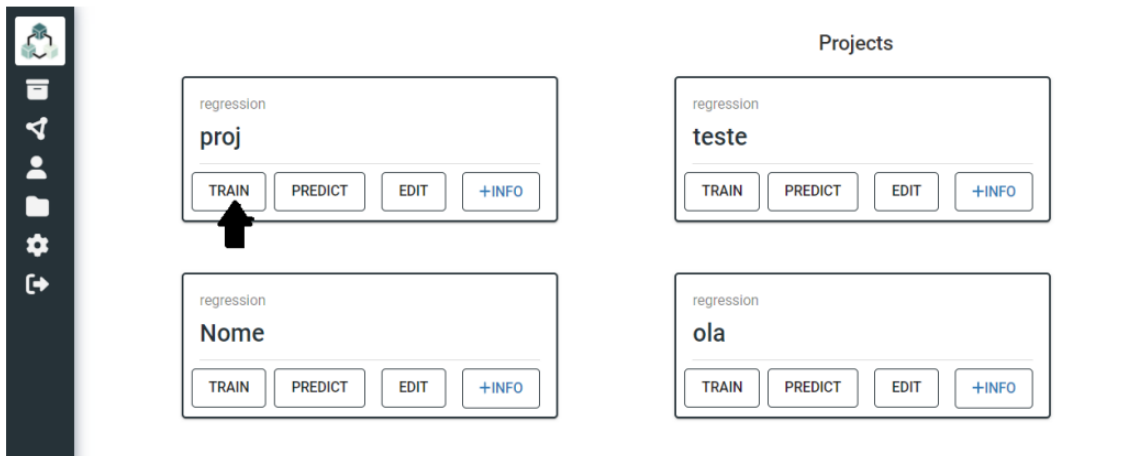 Projects
regression
proj
TRAIN PREDICT EDIT +INFO
regression
teste
TRAIN PREDICT EDIT +INFO
regression
Nome
TRAIN PREDICT EDIT +INFO
regression
ola
TRAIN PREDICT EDIT +INFO